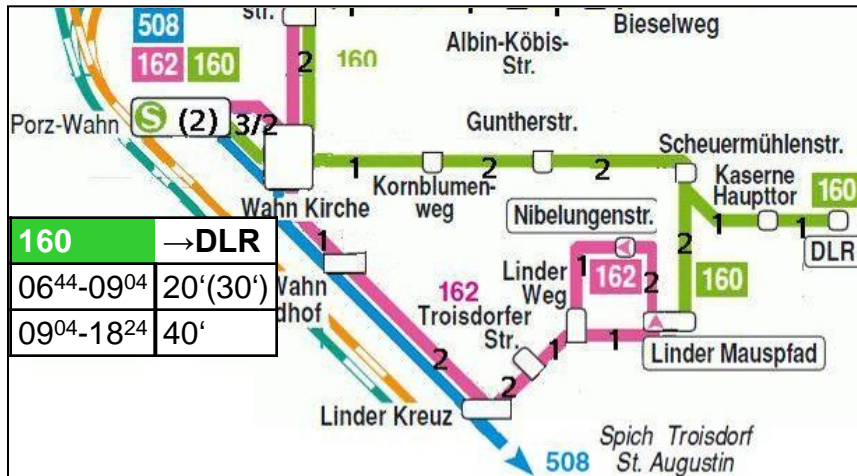 508
162 160
str.
2
160
Albin-Köbis-
Str.
Bieselweg
Porz-Wahn
S (2) 3/2
Guntherstr.
Scheuermühlenstr.
1
2
2
Kornblumen-
weg
Kaserne
Haupttor
160
1
1
DLR
Wahn Kirche
Nibelungenstr.
160 →DLR
06⁴⁴-09⁰⁴ 20‘(30‘)
09⁰⁴-18²⁴ 40‘
1
Wahn
dhof
162
Troisdorfer
Str.
2
Linder
Weg
1
162
2
2
160
2
1
1
Linder Mauspfad
Linder Kreuz
508
Spich Troisdorf
St. Augustin